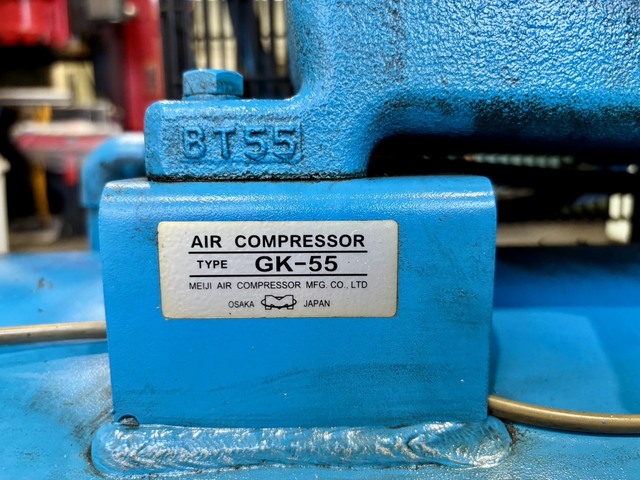 BT55
AIR COMPRESSOR
TYPE GK-55
MEIJI AIR COMPRESSOR MFG. CO., LTD
OSAKA JAPAN